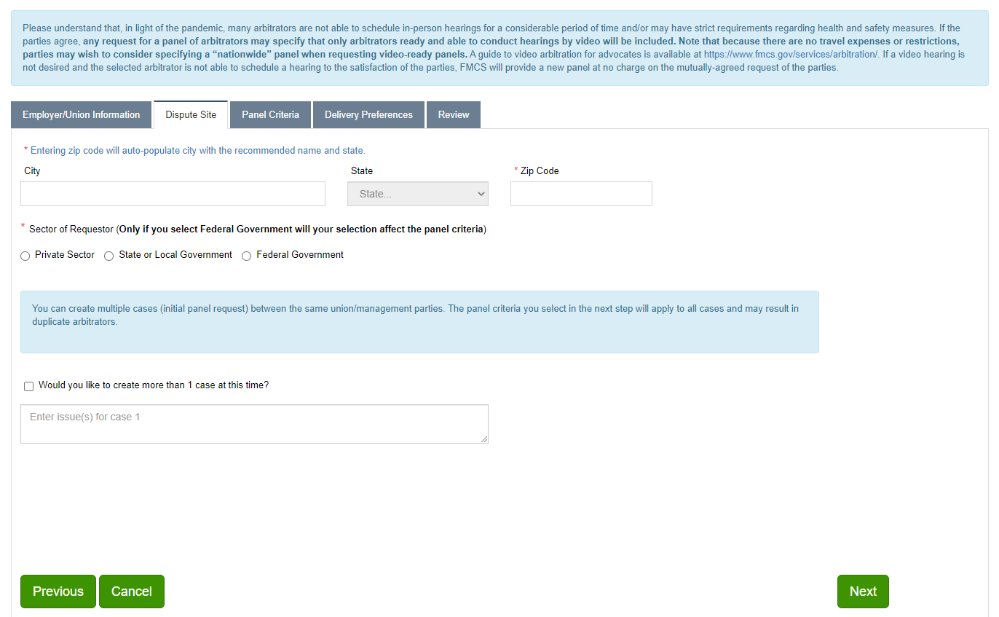 Please understand that, in light of the pandemic, many arbitrators are not able to schedule in-person hearings for a considerable period of time and/or may have strict requirements regarding health and safety measures. If the
parties agree, any request for a panel of arbitrators may specify that only arbitrators ready and able to conduct hearings by video will be included. Note that because there are no travel expenses or restrictions,
parties may wish to consider specifying a “nationwide” panel when requesting video-ready panels. A guide to video arbitration for advocates is available at https://www.fmcs.gov/services/arbitration/. If a video hearing is
not desired and the selected arbitrator is not able to schedule a hearing to the satisfaction of the parties, FMCS will provide a new panel at no charge on the mutually-agreed request of the parties.
Employer/Union Information Dispute Site Panel Criteria Delivery Preferences Review
* Entering zip code will auto-populate city with the recommended name and state.
City State * Zip Code
State...
* Sector of Requestor (Only if you select Federal Government will your selection affect the panel criteria)
Private Sector State or Local Government Federal Government
You can create multiple cases (initial panel request) between the same union/management parties. The panel criteria you select in the next step will apply to all cases and may result in
duplicate arbitrators.
Would you like to create more than 1 case at this time?
Enter issue(s) for case 1
Previous Cancel Next